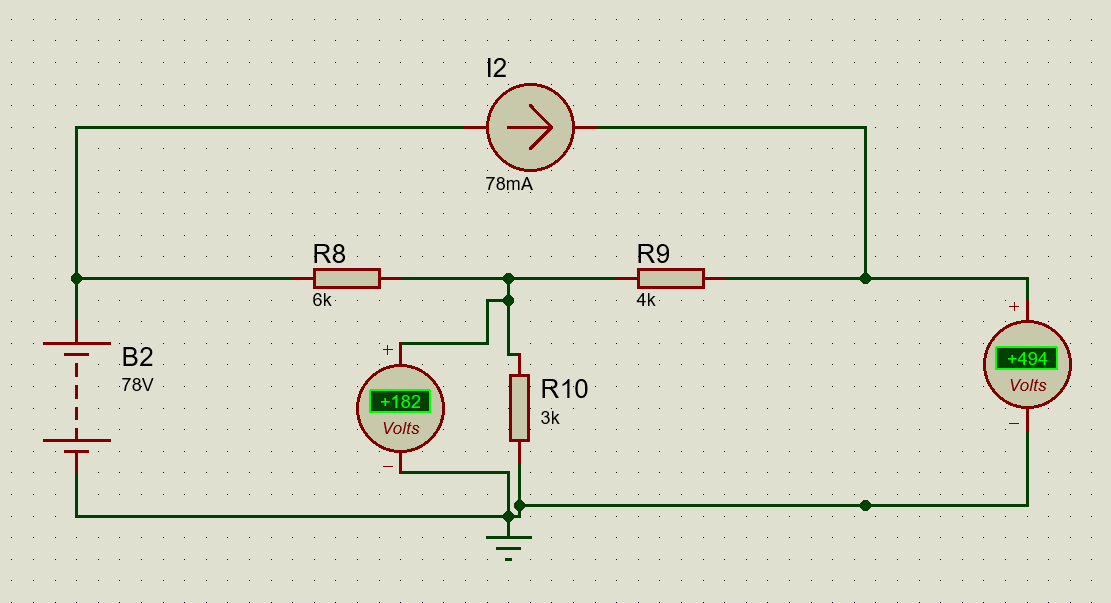 I2
78mA
R8
6k
R9
4k
B2
78V
+
+182
Volts
−
R10
3k
+
+494
Volts
−